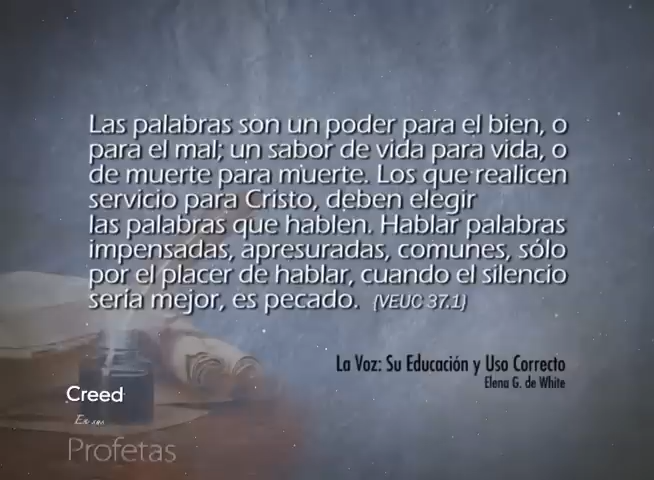 Las palabras son un poder para el bien, o
para el mal; un sabor de vida para vida, o
de muerte para muerte. Los que realicen
servicio para Cristo, deben elegir
las palabras que hablen. Hablar palabras
impensadas, apresuradas, comunes, sólo
por el placer de hablar, cuando el silencio
sería mejor, es pecado. (VEUC 37.1)
La Voz: Su Educación y Uso Correcto
Elena G. de White
Creed
En sus
Profetas